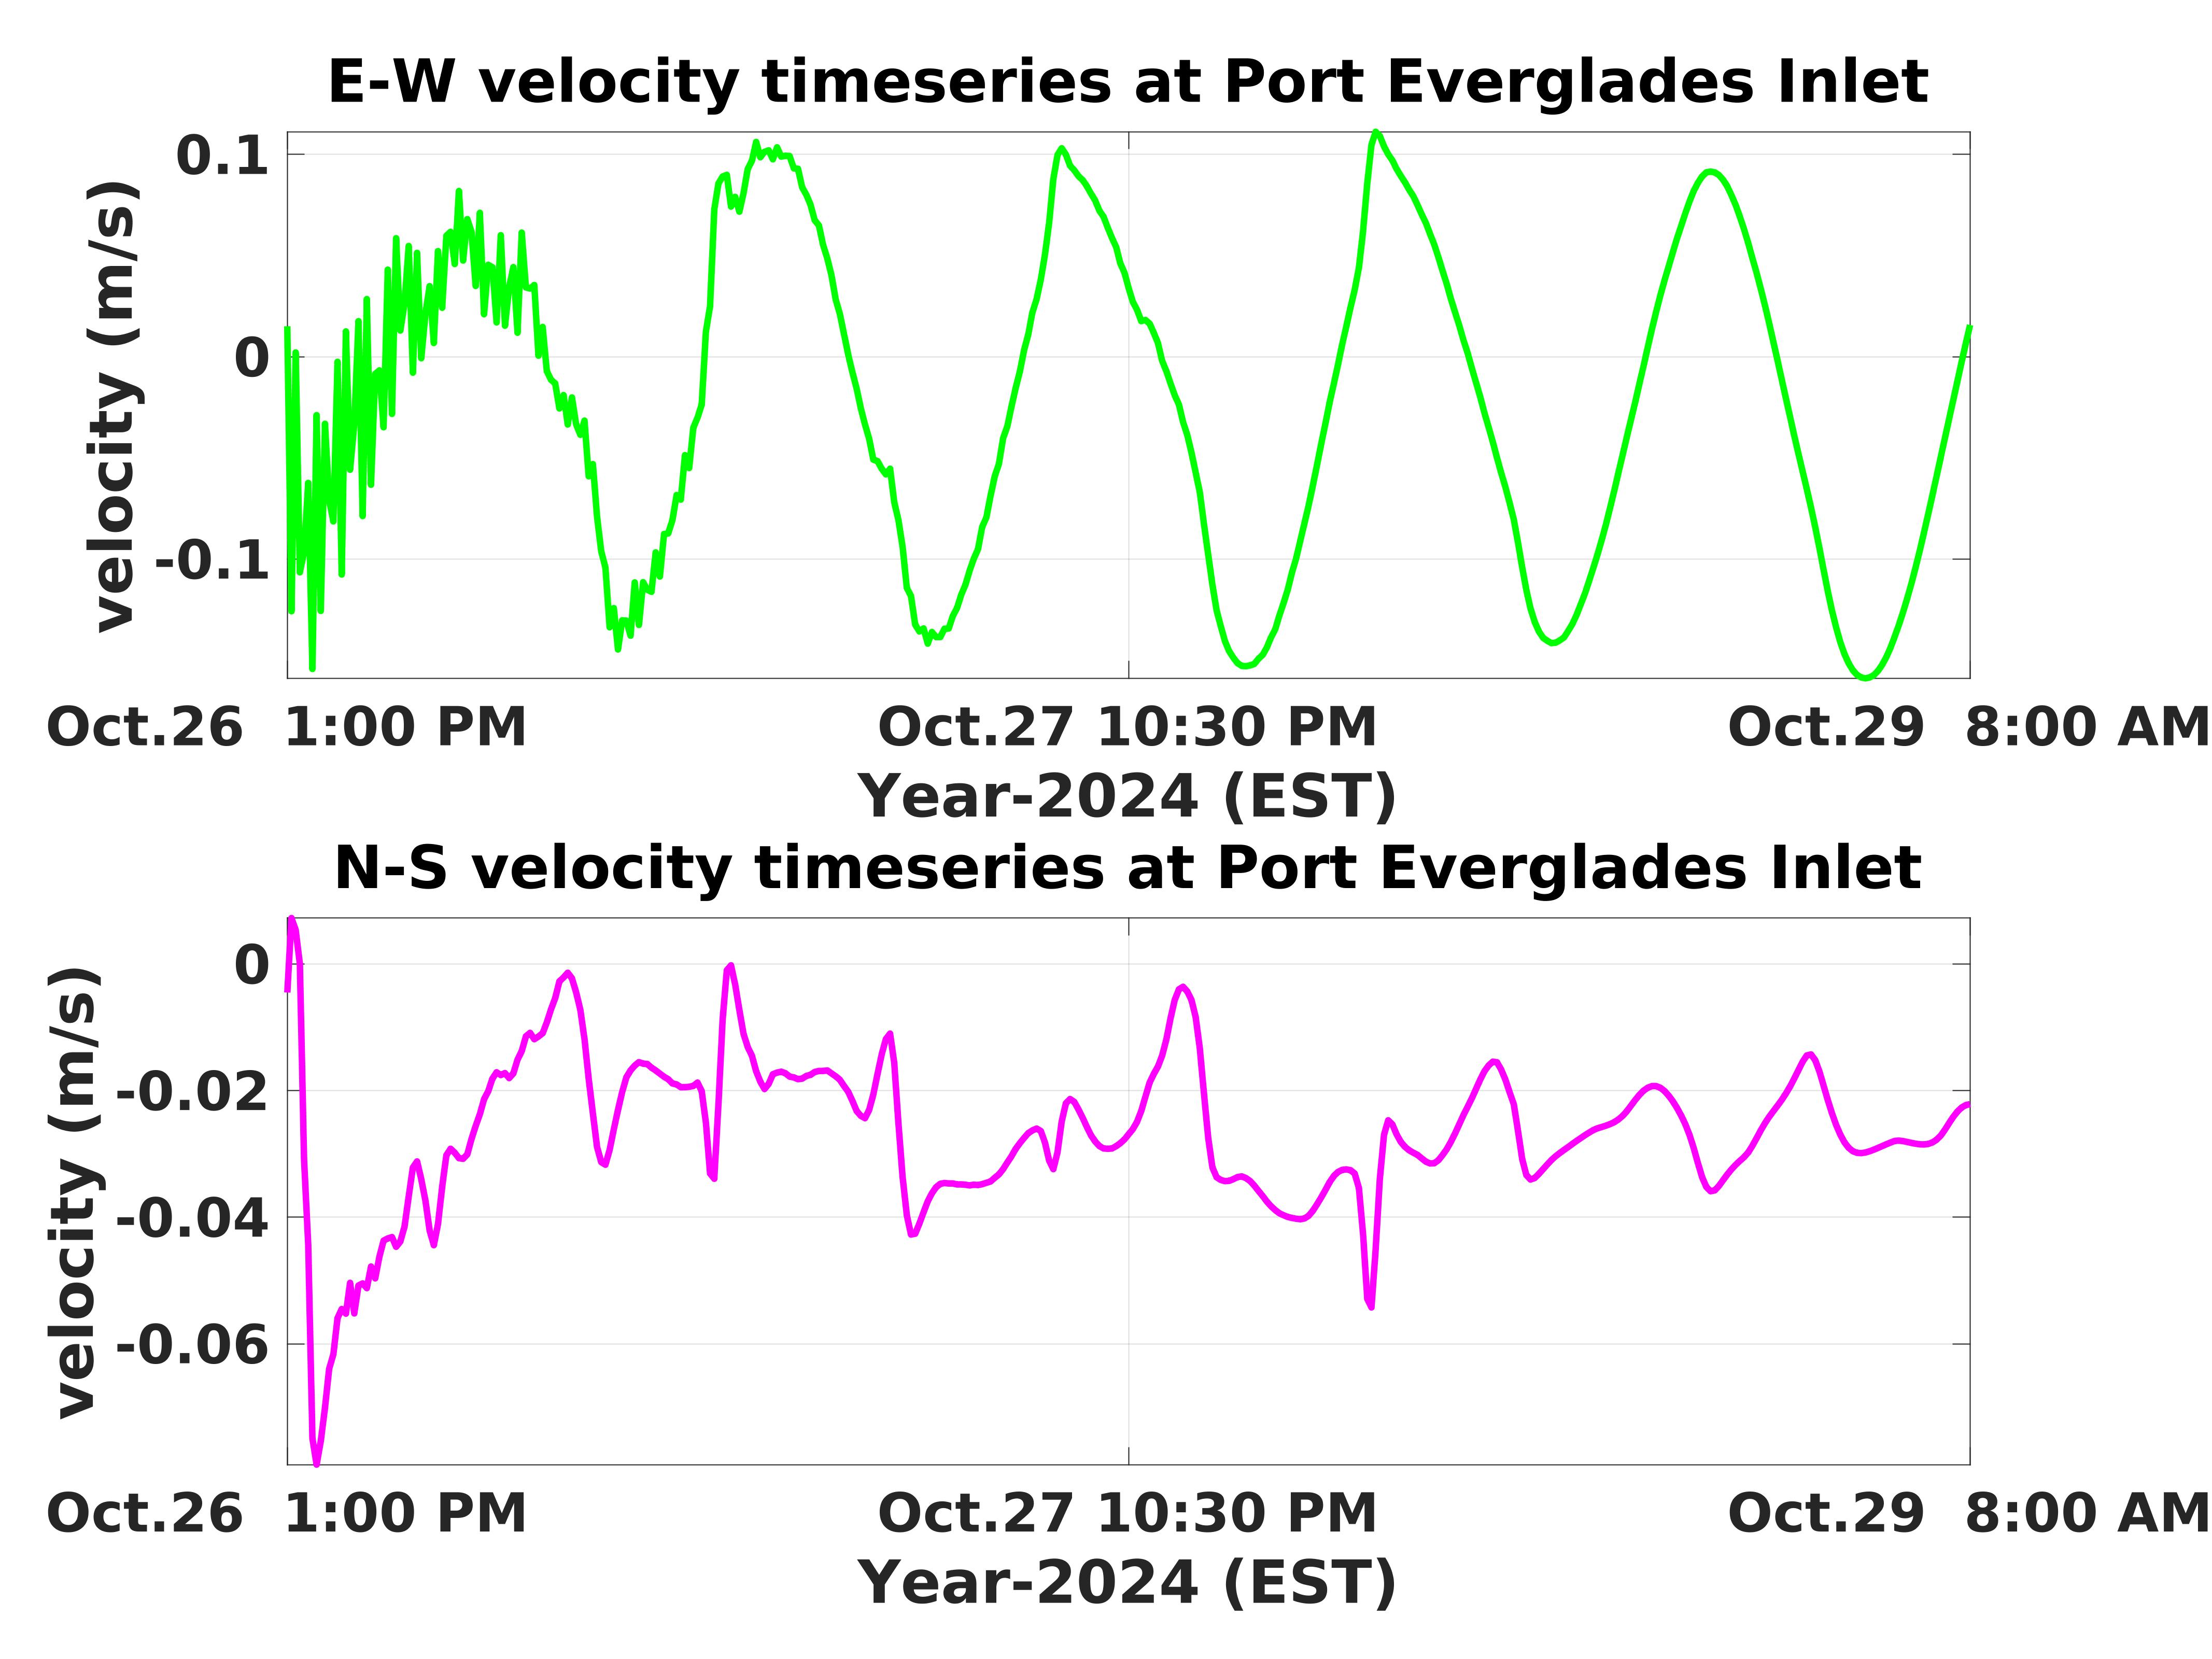 E-W velocity timeseries at Port Everglades Inlet
velocity (m/s)
0.1
0
-0.1
Oct.26 1:00 PM Oct.27 10:30 PM Oct.29 8:00 AM
Year-2024 (EST)
N-S velocity timeseries at Port Everglades Inlet
velocity (m/s)
0
-0.02
-0.04
-0.06
Oct.26 1:00 PM Oct.27 10:30 PM Oct.29 8:00 AM
Year-2024 (EST)